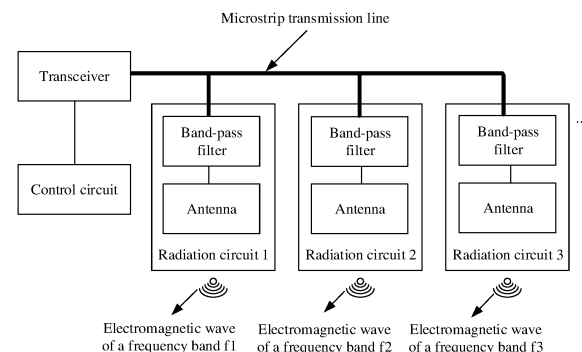 Microstrip transmission line
Transceiver
Control circuit
Band-pass
filter
Antenna
Radiation circuit 1
Band-pass
filter
Antenna
Radiation circuit 2
Band-pass
filter
Antenna
Radiation circuit 3
..
Electromagnetic wave
of a frequency band f1
Electromagnetic wave
of a frequency band f2
Electromagnetic wave
of a frequency band f3